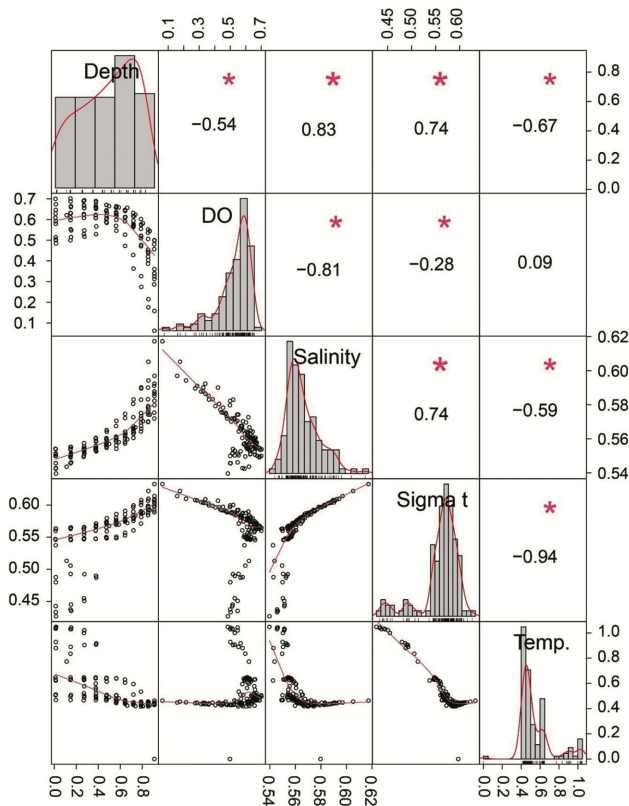 0.1 0.3 0.5 0.7 0.45 0.55 0.60
Depth * * * *
−0.54 0.83 0.74 −0.67
0.0 0.2 0.4 0.6 0.8
0.1 0.2 0.3 0.4 0.5 0.6 0.7
DO * *
−0.81 −0.28 0.09
Salinity * *
0.74 −0.59
0.54 0.56 0.58 0.60 0.62
0.45 0.50 0.55 0.60
Sigma t *
−0.94
Temp.
0.0 0.2 0.4 0.6 0.8 1.0
0.0 0.2 0.4 0.6 0.8 0.54 0.56 0.58 0.60 0.62 0.0 0.2 0.4 0.6 0.8 1.0